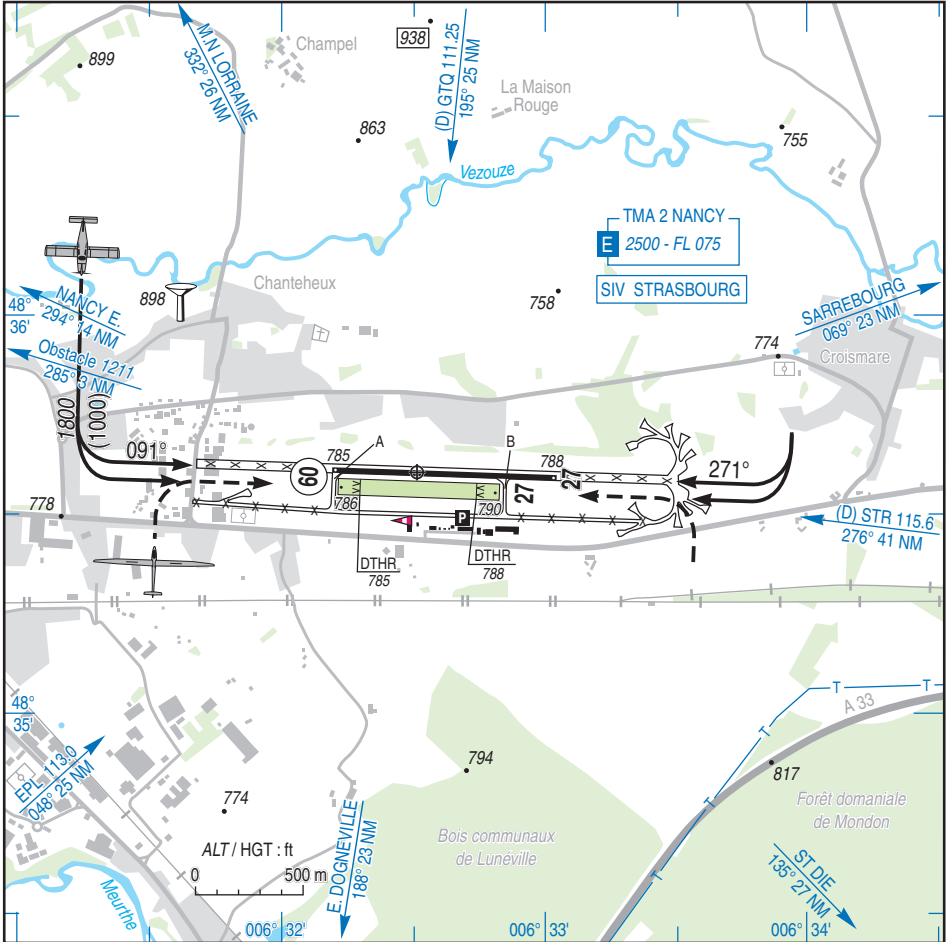 899
M.N LORRAINE
332° 26 NM
Champel
938
(D) GTQ 111.25
195° 25 NM
La Maison
Rouge
863
755
Vezouze
TMA 2 NANCY
E 2500 - FL 075
SIV STRASBOURG
Chanteheux
898
758
48°
36'
NANCY E.
294° 14 NM
Obstacle 1211
285° 3 NM
SARREBOURG
069° 23 NM
774
Croismare
1800
(1000)
091°
A
B
785
788
09
27
27
271°
786
790
P
778
DTHR
785
DTHR
788
(D) STR 115.6
276° 41 NM
48°
35'
T
T
T
T
T
A 33
EPL 113.0
048° 25 NM
794
817
774
Forêt domaniale
de Mondon
Bois communaux
de Lunéville
ALT / HGT : ft
0 500 m
E. DOGNEVILLE
188° 23 NM
ST DIE
135° 27 NM
Meurthe
006° 32'
006° 33'
006° 34'